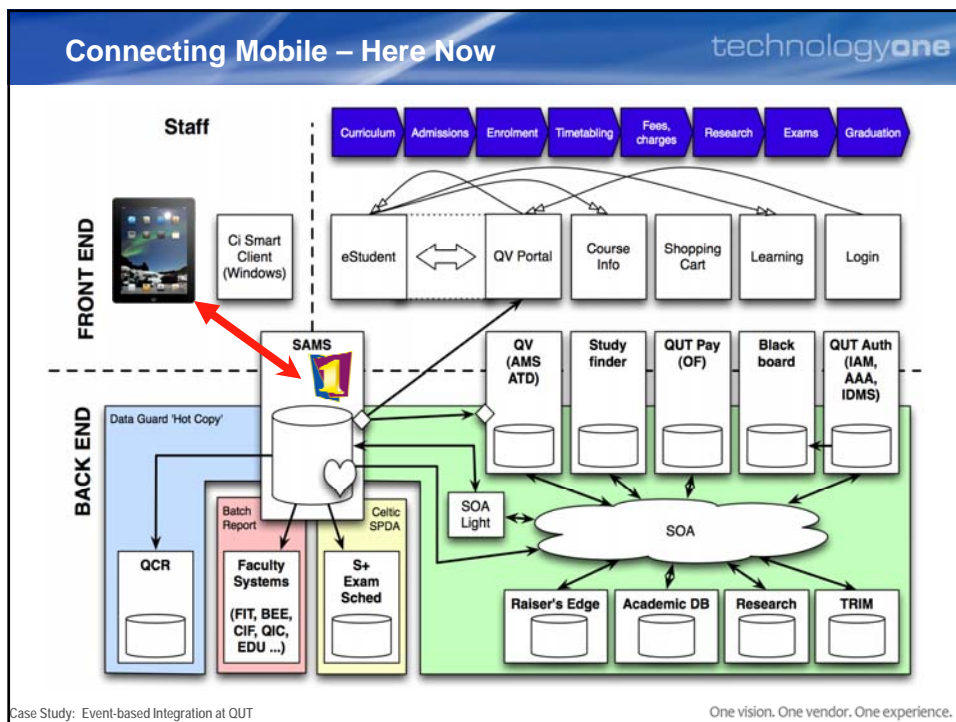 Connecting Mobile – Here Now
technologyone
Staff
Curriculum
Admissions
Enrolment
Timetabling
Fees,
charges
Research
Exams
Graduation
FRONT END
Ci Smart
Client
(Windows)
eStudent
QV Portal
Course
Info
Shopping
Cart
Learning
Login
SAMS
1
QV
(AMS
ATD)
Study
finder
QUT Pay
(OF)
Black
board
QUT Auth
(IAM,
AAA,
IDMS)
BACK END
Data Guard 'Hot Copy'
Batch
Report
Celtic
SPDA
SOA
Light
SOA
QCR
Faculty
Systems
(FIT, BEE,
CIF, QIC,
EDU ...)
S+
Exam
Sched
Raiser's Edge
Academic DB
Research
TRIM
Case Study: Event-based Integration at QUT
One vision. One vendor. One experience.